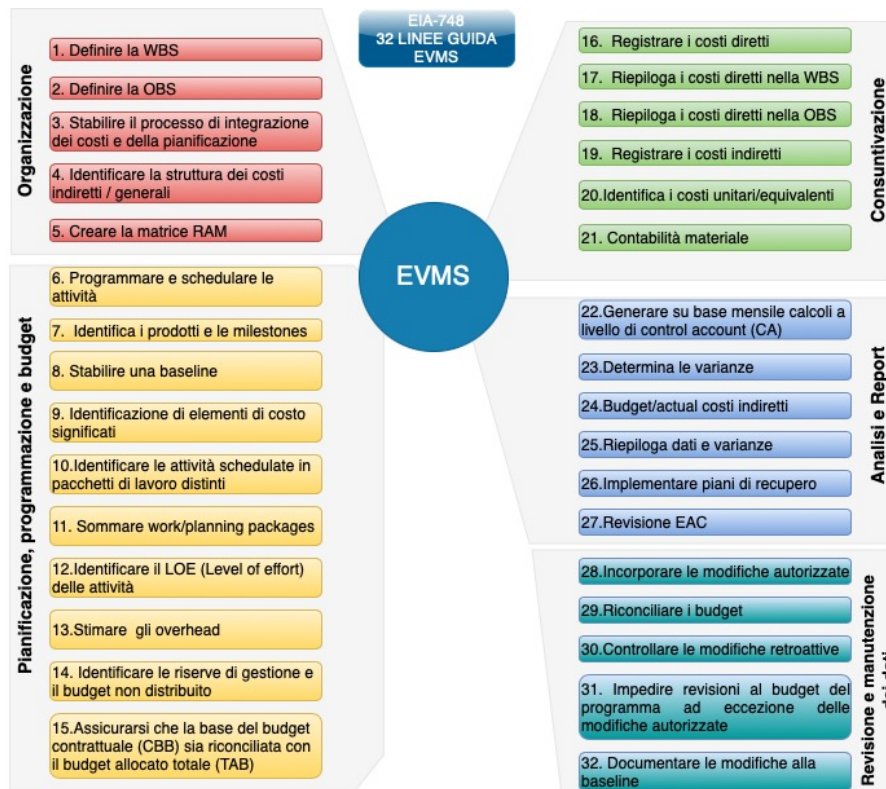 EIA-748
32 LINEE GUIDA
EVMS
Organizzazione
1. Definire la WBS
2. Definire la OBS
3. Stabilire il processo di integrazione
dei costi e della pianificazione
4. Identificare la struttura dei costi
indiretti / generali
5. Creare la matrice RAM
Pianificazione, programmazione e budget
6. Programmare e schedulare le
attività
7. Identifica i prodotti e le milestones
8. Stabilire una baseline
9. Identificazione di elementi di costo
significati
10.Identificare le attività schedulate in
pacchetti di lavoro distinti
11. Sommare work/planning packages
12.Identificare il LOE (Level of effort)
delle attività
13.Stimare gli overhead
14. Identificare le riserve di gestione e
il budget non distribuito
15.Assicurarsi che la base del budget
contrattuale (CBB) sia riconciliata con
il budget allocato totale (TAB)
EVMS
16. Registrare i costi diretti
17. Riepiloga i costi diretti nella WBS
18. Riepiloga i costi diretti nella OBS
19. Registrare i costi indiretti
20.Identifica i costi unitari/equivalenti
21. Contabilità materiale
Consuntivazione
22.Generare su base mensile calcoli a
livello di control account (CA)
23.Determina le varianze
24.Budget/actual costi indiretti
25.Riepiloga dati e varianze
26.Implementare piani di recupero
27.Revisione EAC
Analisi e Report
28.Incorporare le modifiche autorizzate
29.Riconciliare i budget
30.Controllare le modifiche retroattive
31. Impedire revisioni al budget del
programma ad eccezione delle
modifiche autorizzate
32. Documentare le modifiche alla
baseline
Revisione e manutenzione